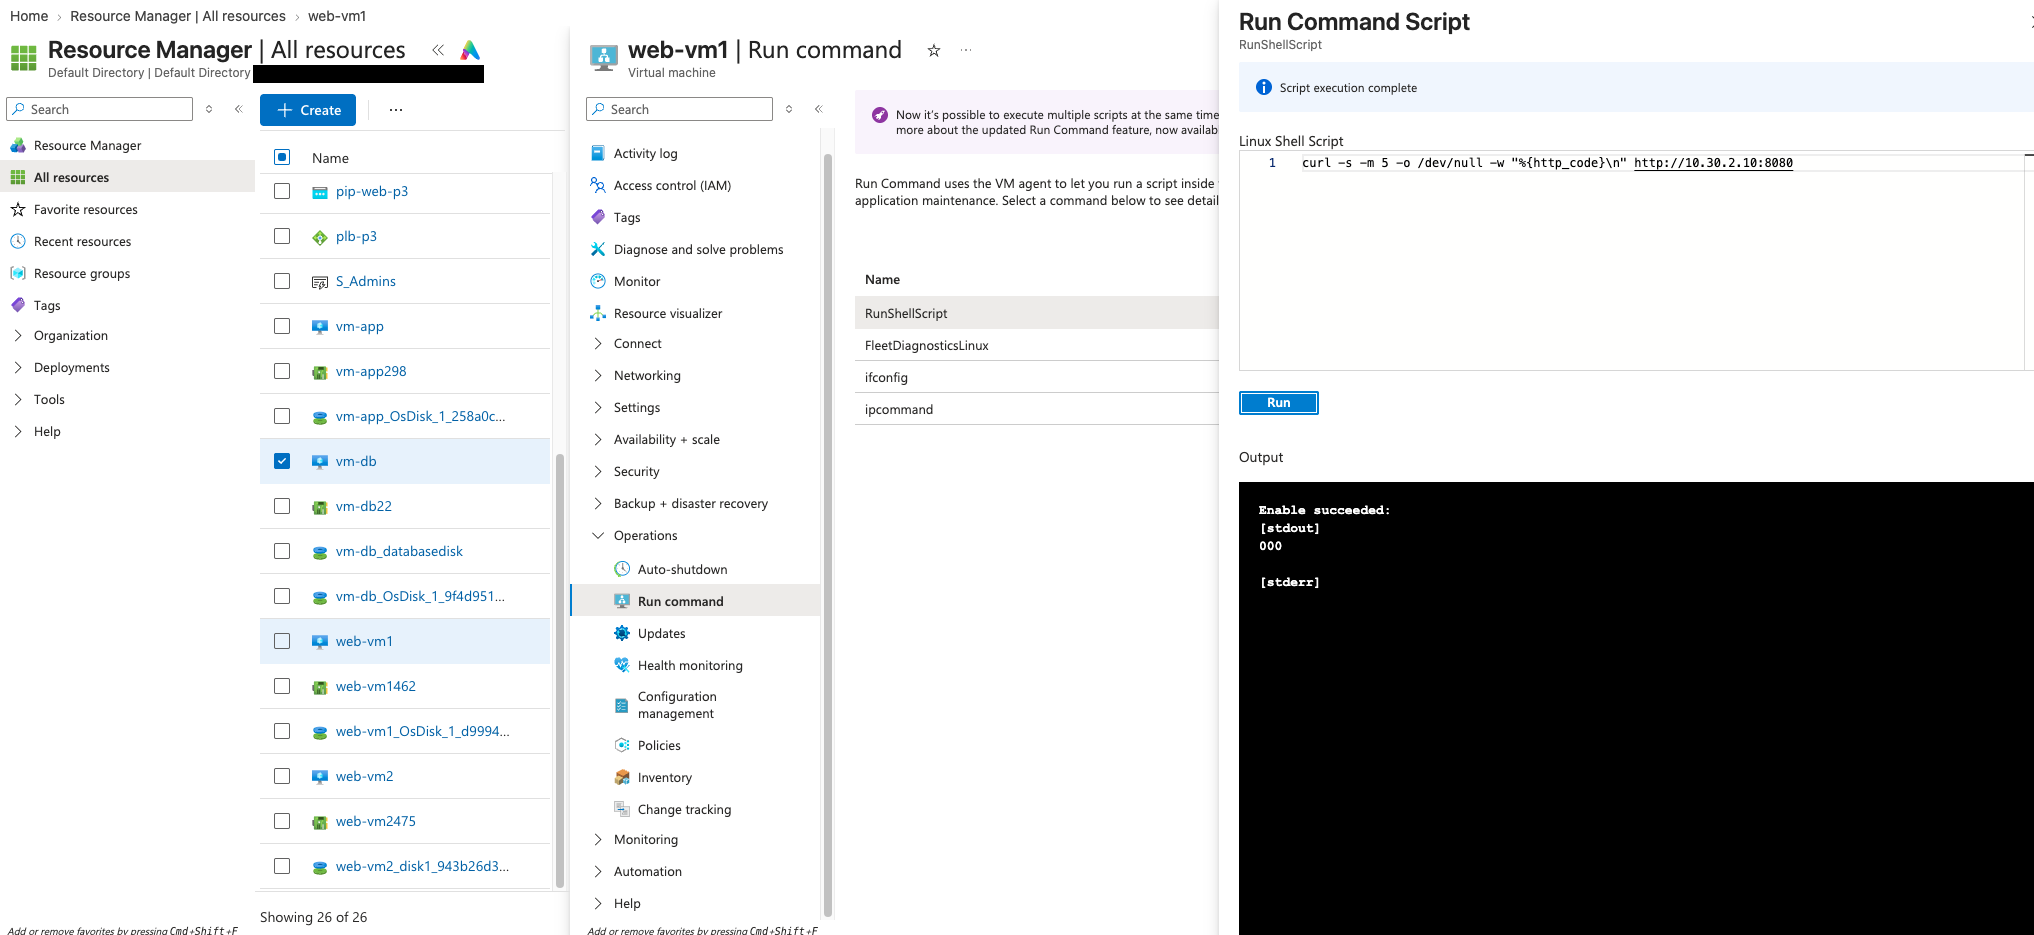 Home › Resource Manager | All resources › web-vm1
Resource Manager | All resources
Default Directory | Default Directory
Search
Resource Manager
All resources
Favorite resources
Recent resources
Resource groups
Tags
Organization
Deployments
Tools
Help
Add or remove favorites by pressing Cmd+Shift+F
+ Create
Name
pip-web-p3
plb-p3
S_Admins
vm-app
vm-app298
vm-app_OsDisk_1_258a0c...
vm-db
vm-db22
vm-db_databasedisk
vm-db_OsDisk_1_9f4d951...
web-vm1
web-vm1462
web-vm1_OsDisk_1_d9994...
web-vm2
web-vm2475
web-vm2_disk1_943b26d3...
Showing 26 of 26
web-vm1 | Run command
Virtual machine
Search
Activity log
Access control (IAM)
Tags
Diagnose and solve problems
Monitor
Resource visualizer
Connect
Networking
Settings
Availability + scale
Security
Backup + disaster recovery
Operations
Auto-shutdown
Run command
Updates
Health monitoring
Configuration
management
Policies
Inventory
Change tracking
Monitoring
Automation
Help
Add or remove favorites by pressing Cmd+Shift+F
Now it's possible to execute multiple scripts at the same time
more about the updated Run Command feature, now availab
Run Command uses the VM agent to let you run a script inside
application maintenance. Select a command below to see detail
Name
RunShellScript
FleetDiagnosticsLinux
ifconfig
ipcommand
Run Command Script
RunShellScript
Script execution complete
Linux Shell Script
1 curl -s -m 5 -o /dev/null -w "%{http_code}\n" http://10.30.2.10:8080
Run
Output
Enable succeeded:
[stdout]
000
[stderr]